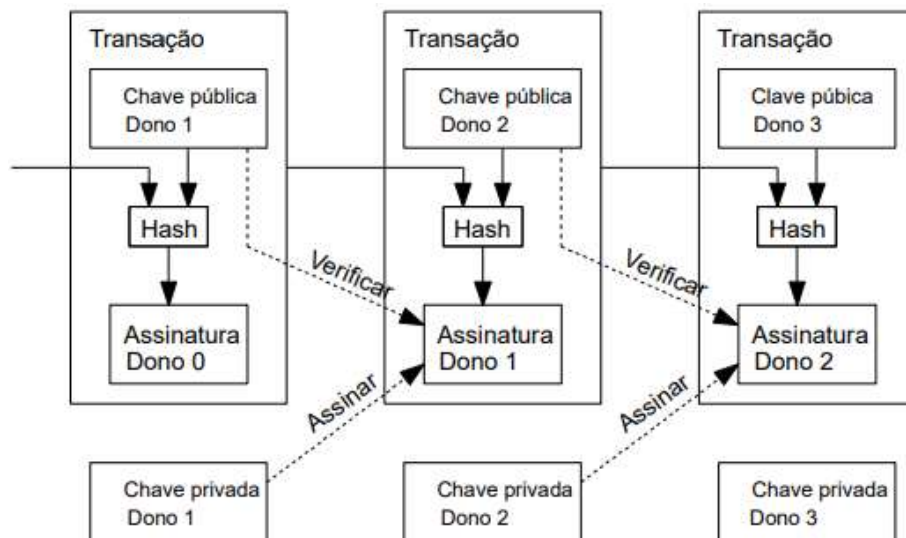 Transação
Chave pública
Dono 1
Hash
Assinatura
Dono 0
Transação
Chave pública
Dono 2
Hash
Verificar
Assinatura
Dono 1
Assinar
Transação
Clave púbica
Dono 3
Hash
Verificar
Assinatura
Dono 2
Assinar
Chave privada
Dono 1
Chave privada
Dono 2
Chave privada
Dono 3